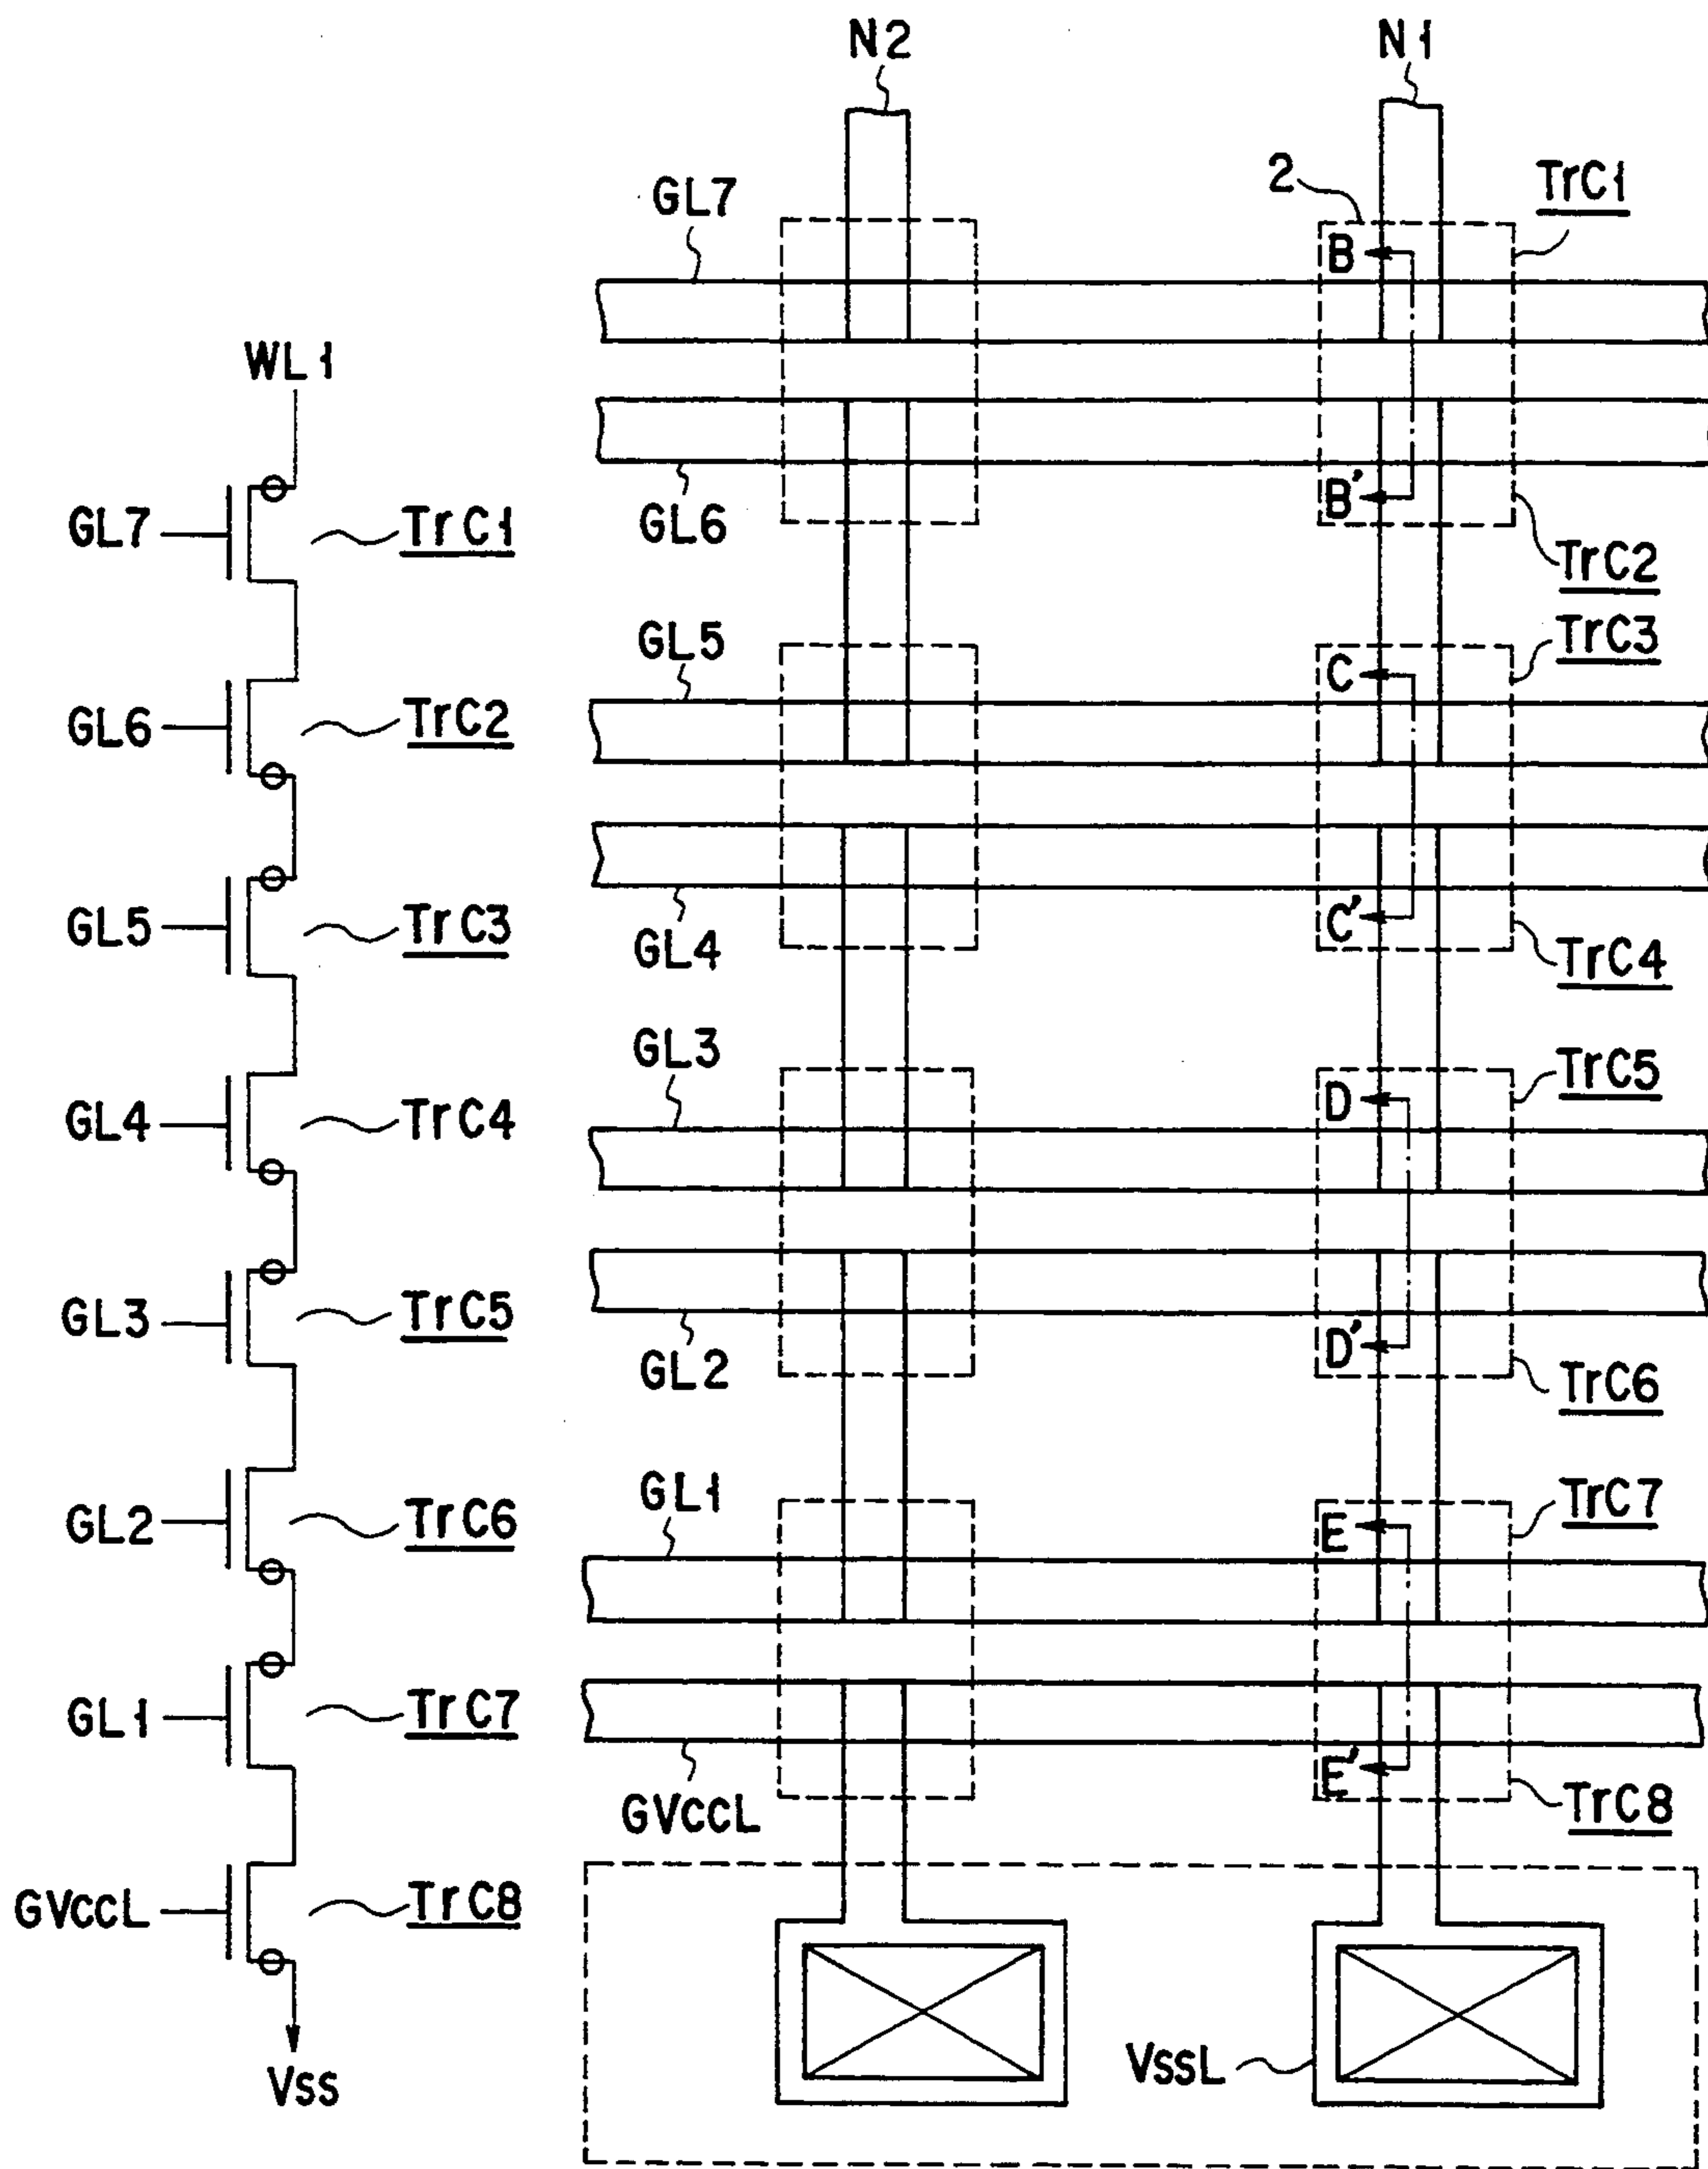 N2
N1
2
TrC1
GL7
B
WL1
GL7
TrC1
B'
GL6
TrC2
GL5
TrC3
C
GL6
TrC2
GL5
TrC3
C'
GL4
TrC4
GL3
TrC5
D
GL4
TrC4
GL3
TrC5
D'
GL2
TrC6
GL1
TrC7
E
GL2
TrC6
GL1
TrC7
E'
GVCCL
TrC8
GVCCL
TrC8
VSSL
VSS